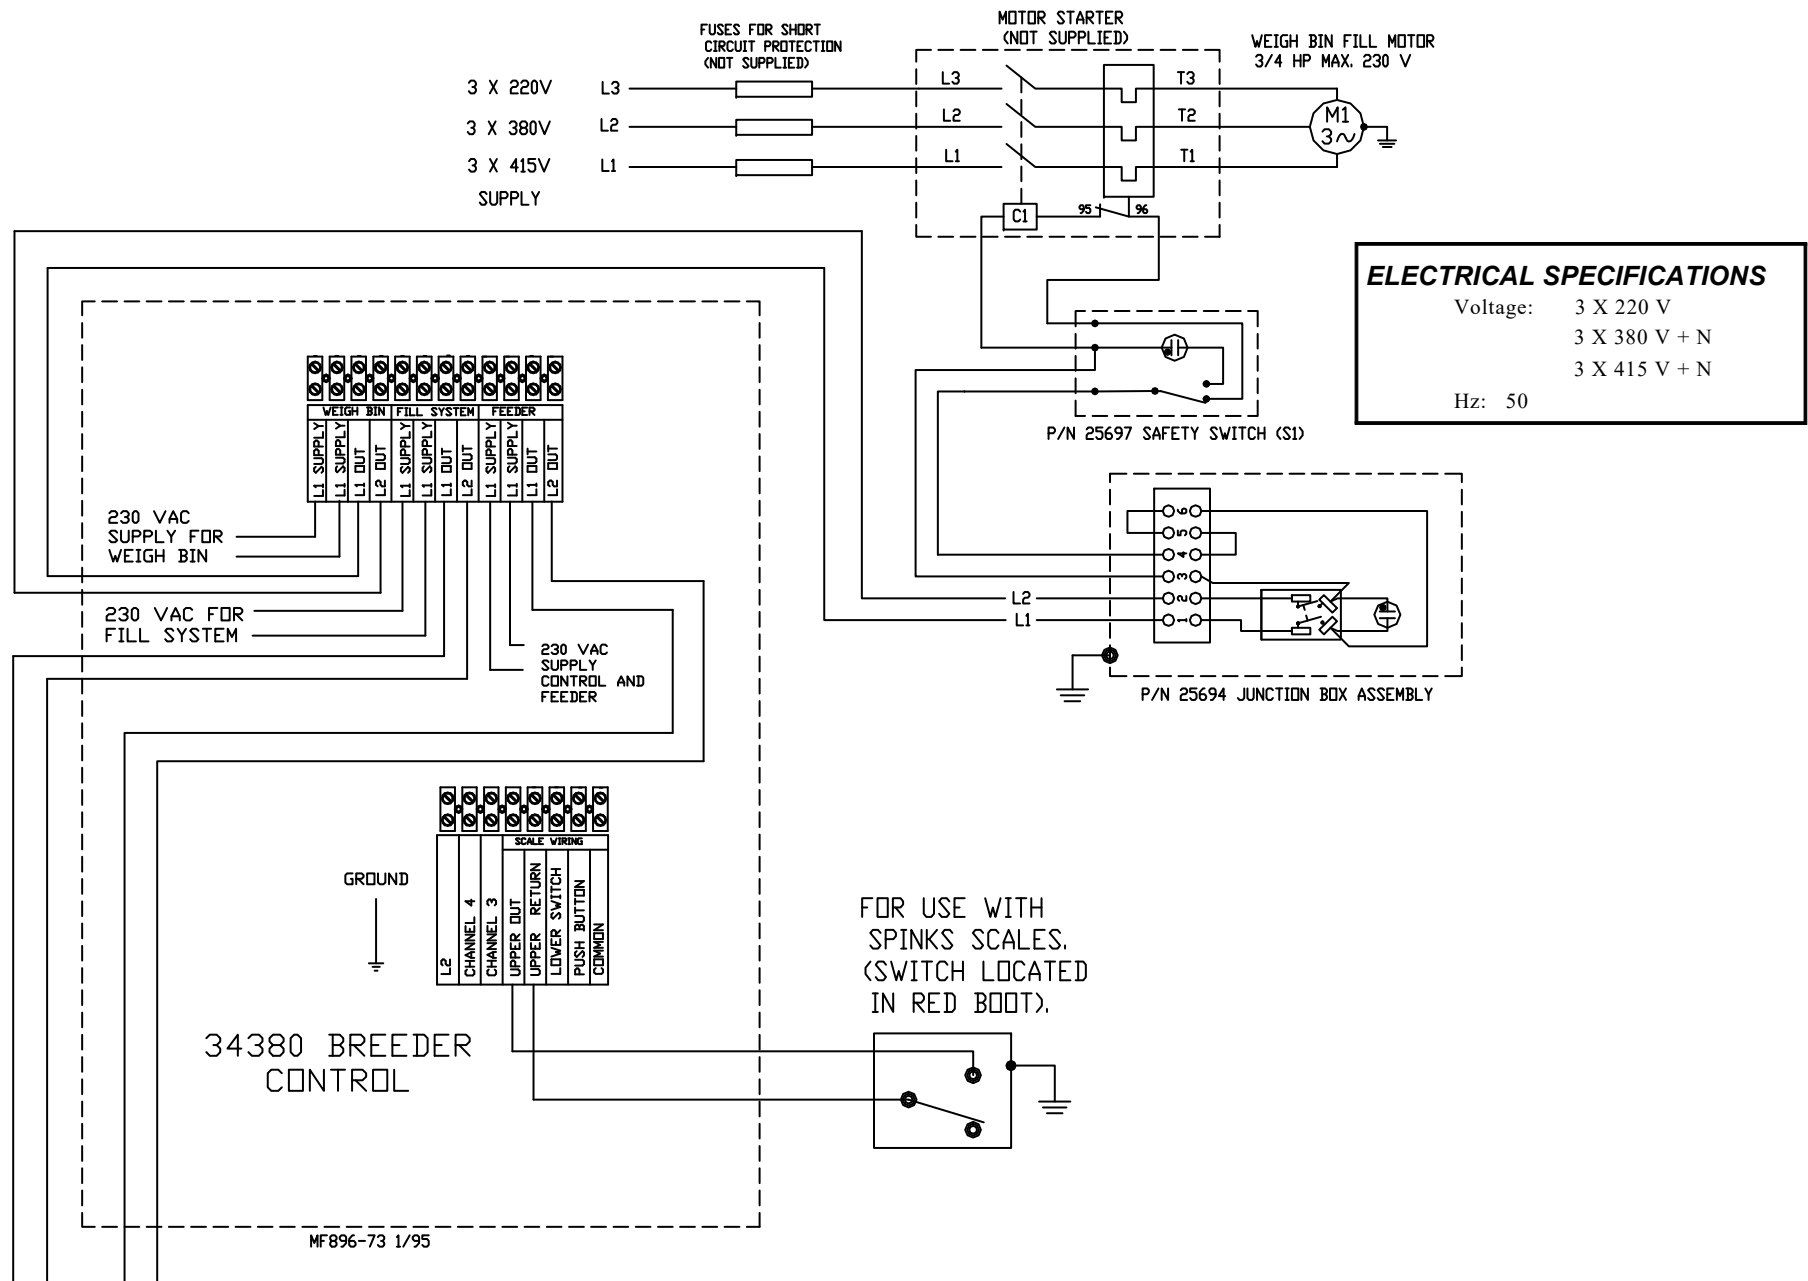 FUSES FOR SHORT
CIRCUIT PROTECTION
(NOT SUPPLIED)
MOTOR STARTER
(NOT SUPPLIED)
WEIGH BIN FILL MOTOR
3/4 HP MAX. 230 V
3 X 220V L3 L3 T3
3 X 380V L2 L2 T2
3 X 415V L1 L1 T1
SUPPLY
M1
3~
C1
95
96
ELECTRICAL SPECIFICATIONS
Voltage: 3 X 220 V
3 X 380 V + N
3 X 415 V + N
Hz: 50
P/N 25697 SAFETY SWITCH (S1)
WEIGH BIN FILL SYSTEM FEEDER
L1 SUPPLY
L1 SUPPLY
L1 OUT
L2 OUT
L1 SUPPLY
L1 SUPPLY
L1 OUT
L2 OUT
L1 SUPPLY
L1 SUPPLY
L1 OUT
L2 OUT
230 VAC
SUPPLY FOR
WEIGH BIN
230 VAC FOR
FILL SYSTEM
230 VAC
SUPPLY
CONTROL AND
FEEDER
6
5
4
3
2
1
L2
L1
P/N 25694 JUNCTION BOX ASSEMBLY
SCALE WIRING
L2
CHANNEL 4
CHANNEL 3
UPPER OUT
UPPER RETURN
LOWER SWITCH
PUSH BUTTON
COMMON
GROUND
34380 BREEDER
CONTROL
FOR USE WITH
SPINKS SCALES.
(SWITCH LOCATED
IN RED BOOT).
MF896-73 1/95